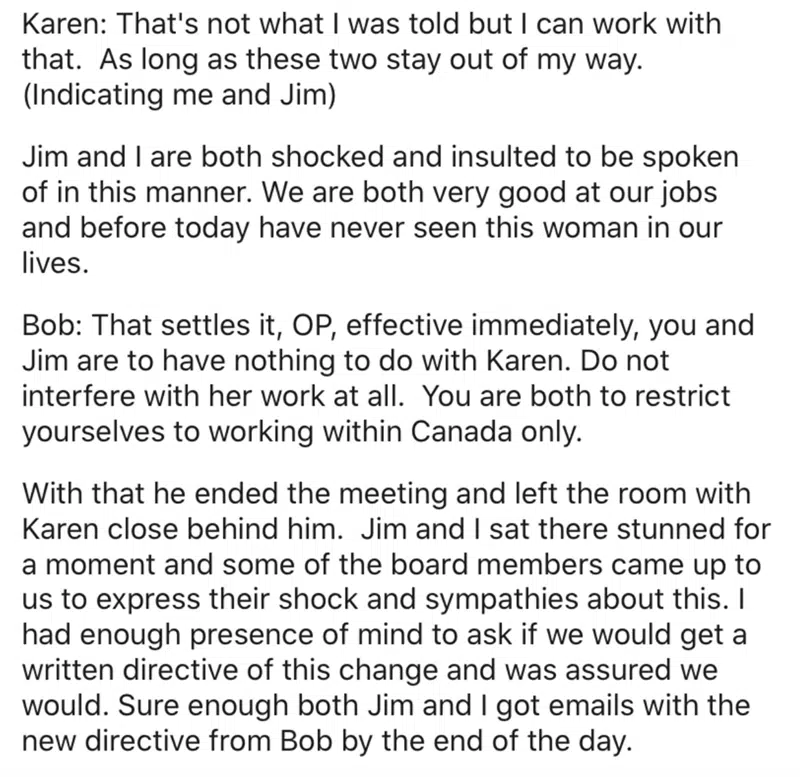 Karen: That's not what I was told but I can work with
that.  As long as these two stay out of my way.
(Indicating me and Jim)
Jim and I are both shocked and insulted to be spoken
of in this manner. We are both very good at our jobs
and before today have never seen this woman in our
lives.
Bob: That settles it, OP, effective immediately, you and
Jim are to have nothing to do with Karen. Do not
interfere with her work at all.  You are both to restrict
yourselves to working within Canada only.
With that he ended the meeting and left the room with
Karen close behind him.  Jim and I sat there stunned for
a moment and some of the board members came up to
us to express their shock and sympathies about this. I
had enough presence of mind to ask if we would get a
written directive of this change and was assured we
would. Sure enough both Jim and I got emails with the
new directive from Bob by the end of the day.